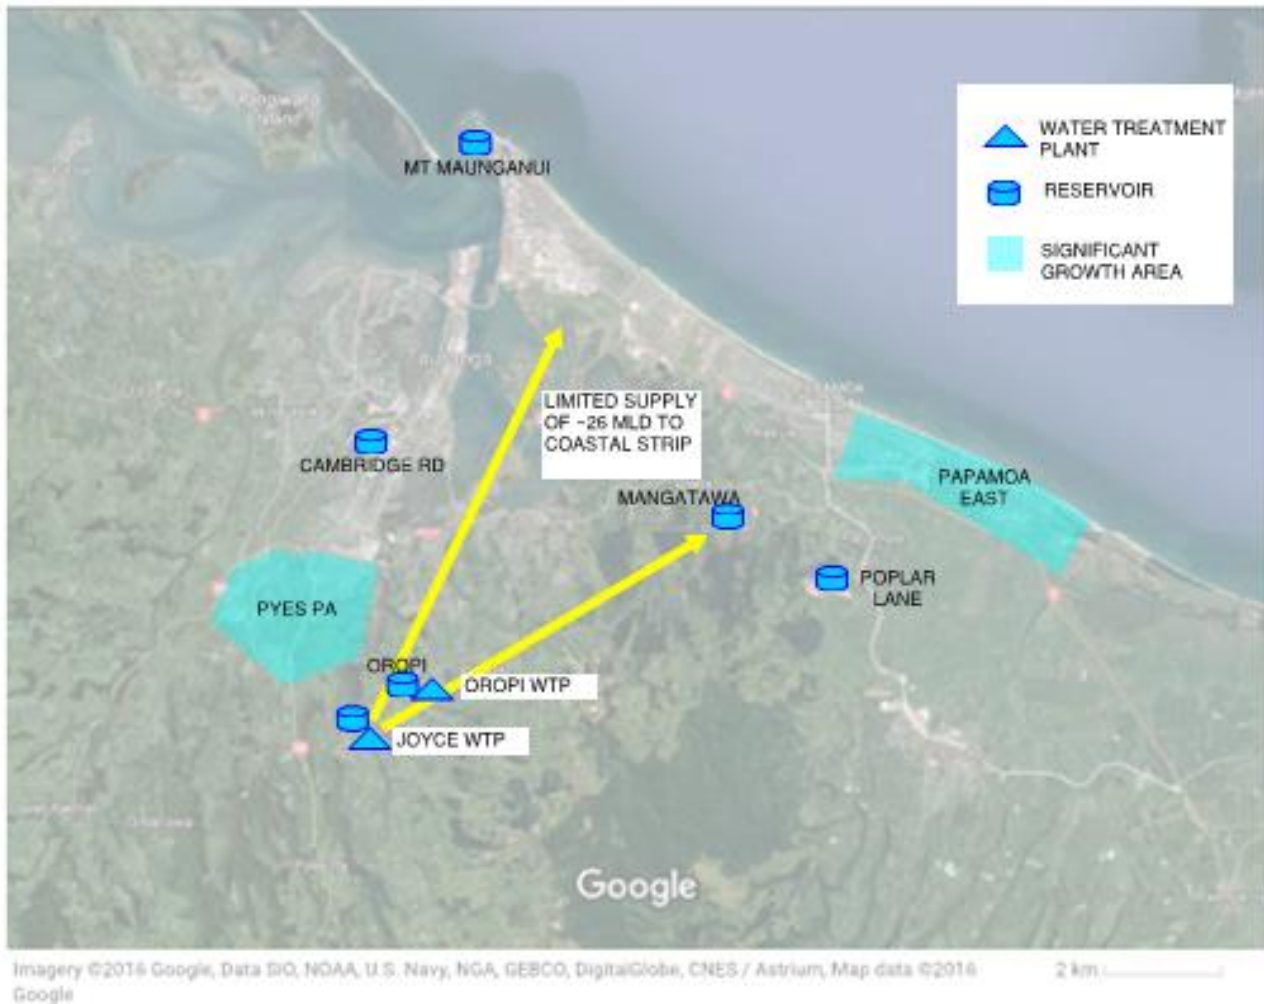 MT MAUNGANUI
WATER TREATMENT
PLANT
RESERVOIR
SIGNIFICANT
GROWTH AREA
LIMITED SUPPLY
OF ~26 MLD TO
COASTAL STRIP
CAMBRIDGE RD
MANGATAWA
PAPAMOA
EAST
POPLAR
LANE
PYES PA
OROPI
OROPI WTP
JOYCE WTP
Google
Imagery ©2016 Google, Data SIO, NOAA, U.S. Navy, NGA, GEBCO, DigitalGlobe, CNES / Astrium, Map data ©2016
Google
2 km